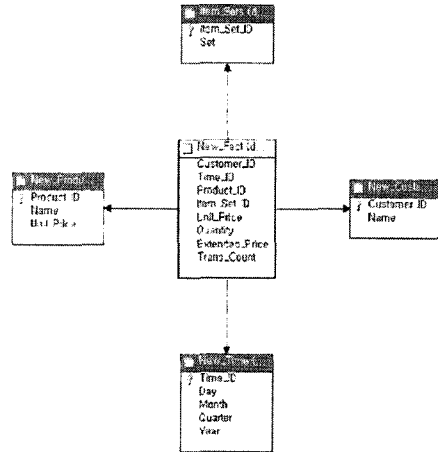 Item_Sets_Id
Item_Set_ID
Set
New_Fact_Id
Customer_ID
Time_ID
Product_ID
Item_Set_ID
Unit_Price
Quantity
Extended_Price
Trans_Count
Product_ID
Name
Unit_Price
Customer_ID
Name
Time_ID
Day
Month
Quarter
Year